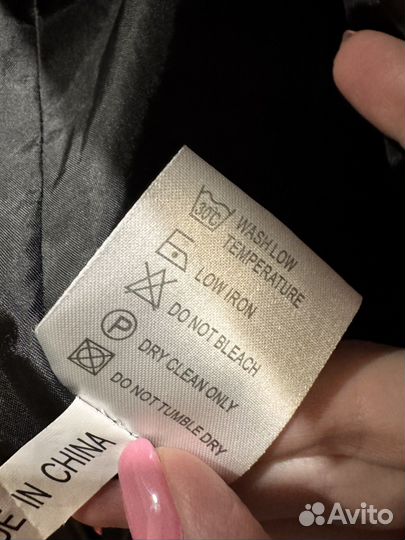 30°C
WASH LOW
TEMPERATURE
LOW IRON
DO NOT BLEACH
P
DRY CLEAN ONLY
DO NOT TUMBLE DRY
DE IN CHINA
Avito